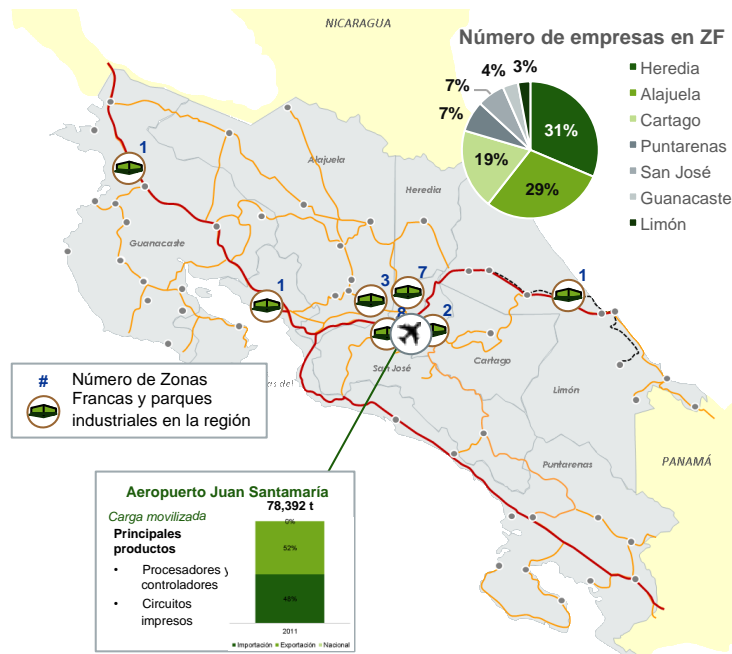 NICARAGUA
Número de empresas en ZF
3%
4%
7%
7%
31%
19%
29%
Heredia
Alajuela
Cartago
Puntarenas
San José
Guanacaste
Limón
1
Alajuela
Heredia
Guanacaste
7
3
1
1
2
8
San José
Cartago
Limón
Puntarenas
PANAMÁ
# Número de Zonas
Francas y parques
industriales en la región
Aeropuerto Juan Santamaría
Carga movilizada
78,392 t
Principales
productos
• Procesadores y
controladores
• Circuitos
impresos
0%
52%
48%
2011
Importación Exportación Nacional